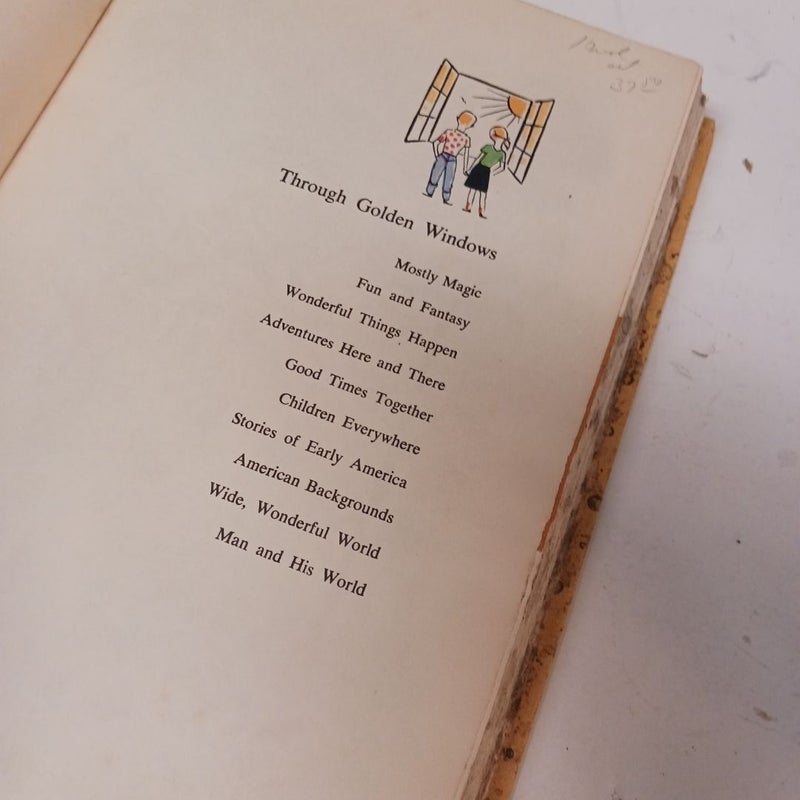 Through Golden Windows
Mostly Magic
Fun and Fantasy
Wonderful Things Happen
Adventures Here and There
Good Times Together
Children Everywhere
Stories of Early America
American Backgrounds
Wide, Wonderful World
Man and His World